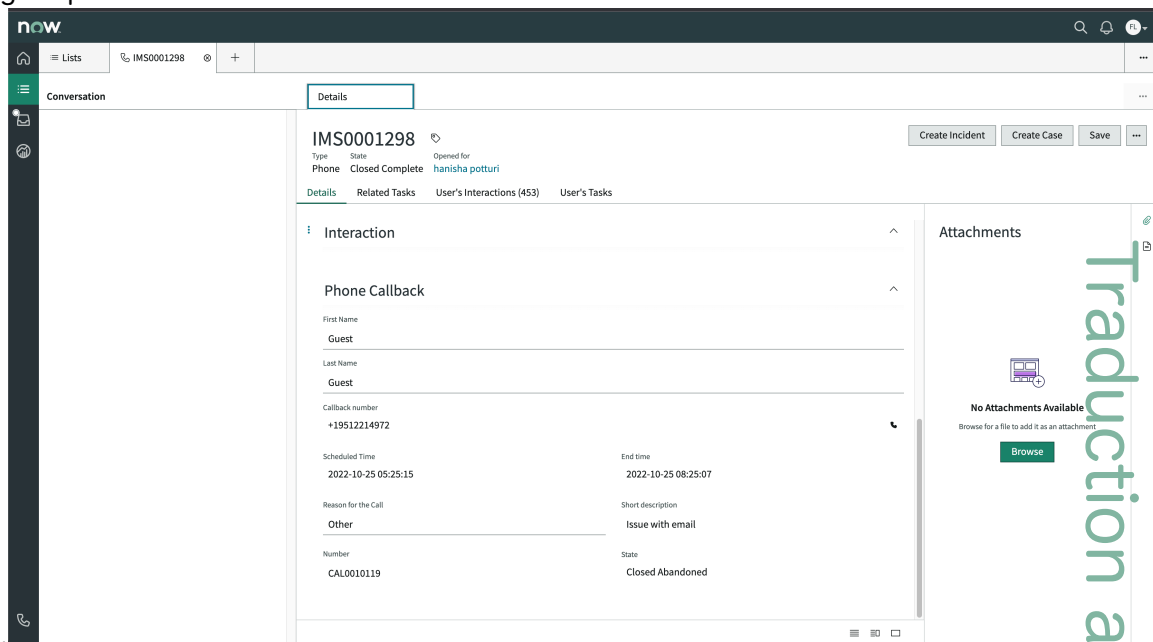 now.
FL
Lists
IMS0001298
Conversation
Details
IMS0001298
Create Incident
Create Case
Save
Type
State
Opened for
Phone
Closed Complete
hanisha potturi
Details
Related Tasks
User's Interactions (453)
User's Tasks
Interaction
Attachments
Phone Callback
First Name
Guest
Last Name
Guest
No Attachments Available
Browse for a file to add it as an attachment
Browse
Callback number
+19512214972
Scheduled Time
End time
2022-10-25 05:25:15
2022-10-25 08:25:07
Reason for the Call
Short description
Other
Issue with email
Number
State
CAL0010119
Closed Abandoned
Traduction a